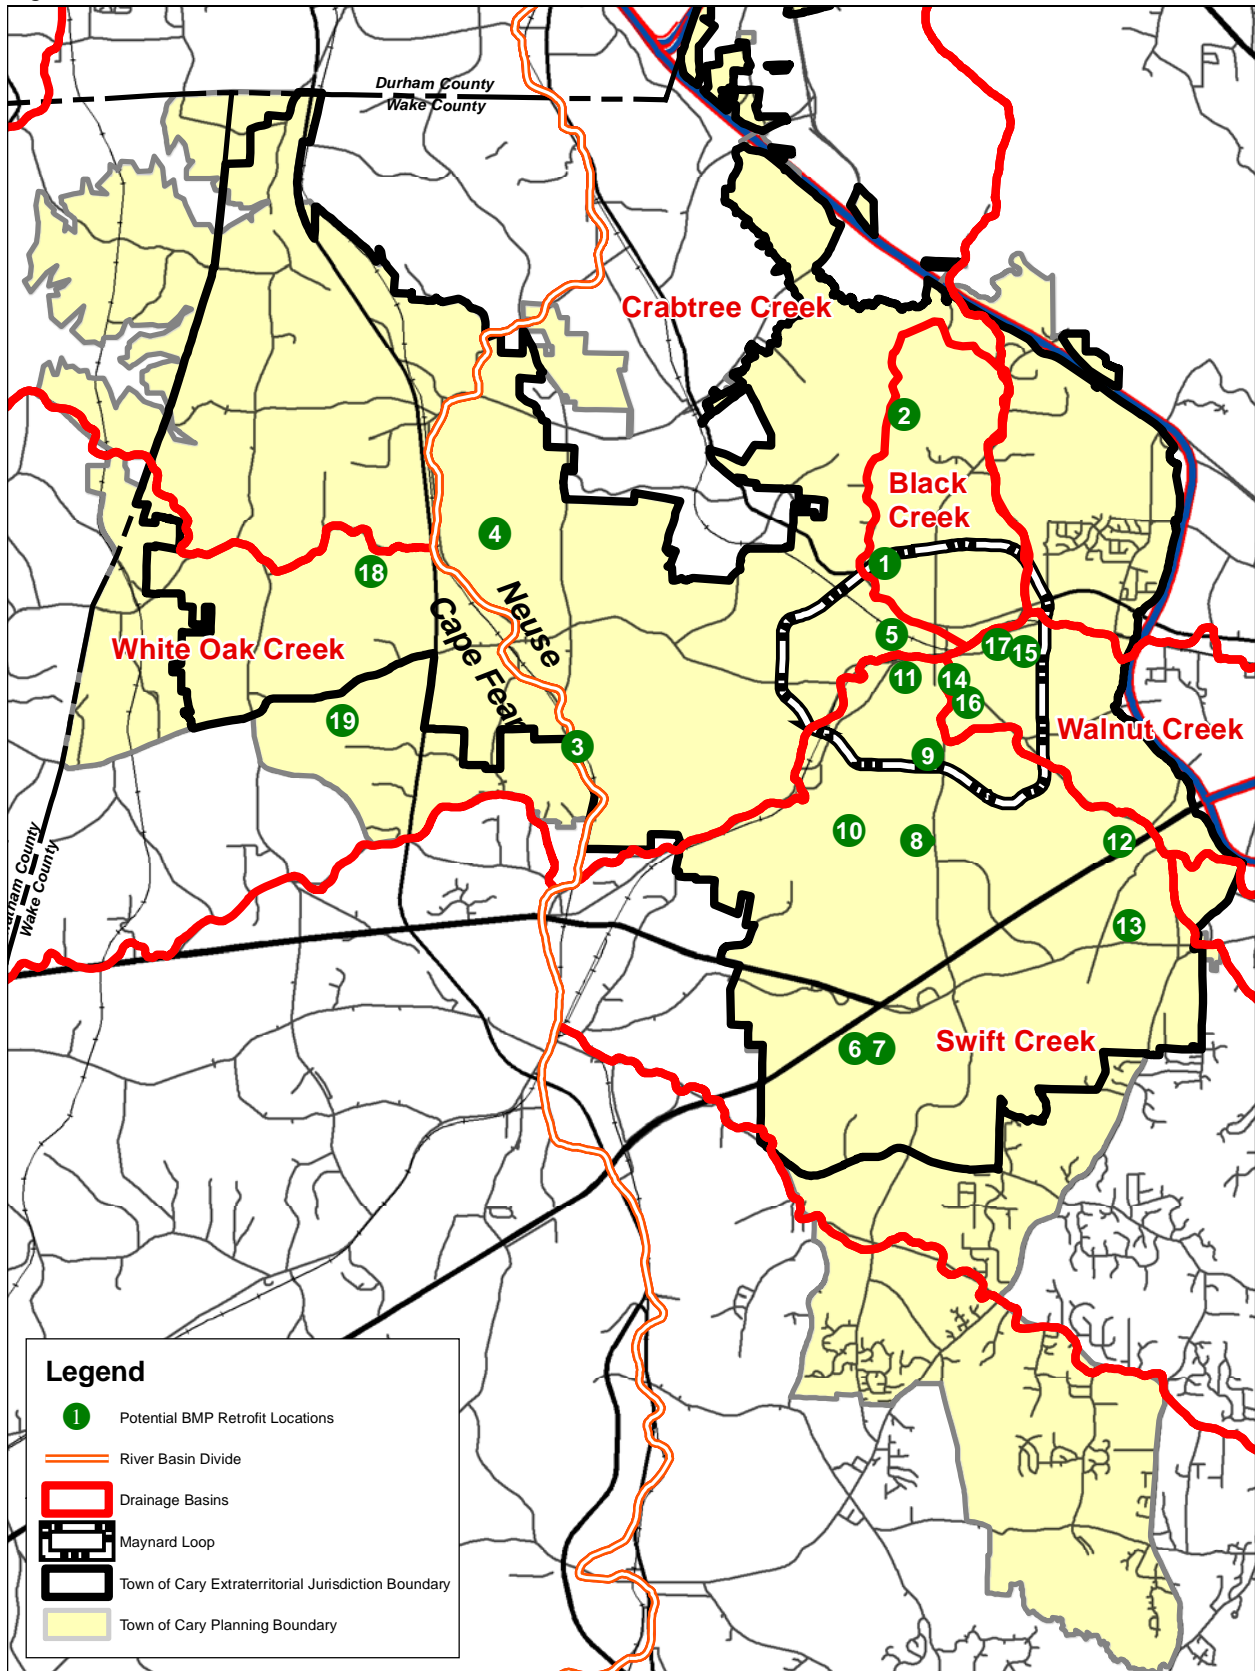 Durham County
Wake County
Crabtree Creek
2
Black
Creek
4
1
18
Neuse
Cape Fear
5
17
15
White Oak Creek
11
14
16
19
Walnut Creek
3
9
10
8
12
Wake County
13
6
7
Swift Creek
Legend
1
Potential BMP Retrofit Locations
River Basin Divide
Drainage Basins
Maynard Loop
Town of Cary Extraterritorial Jurisdiction Boundary
Town of Cary Planning Boundary